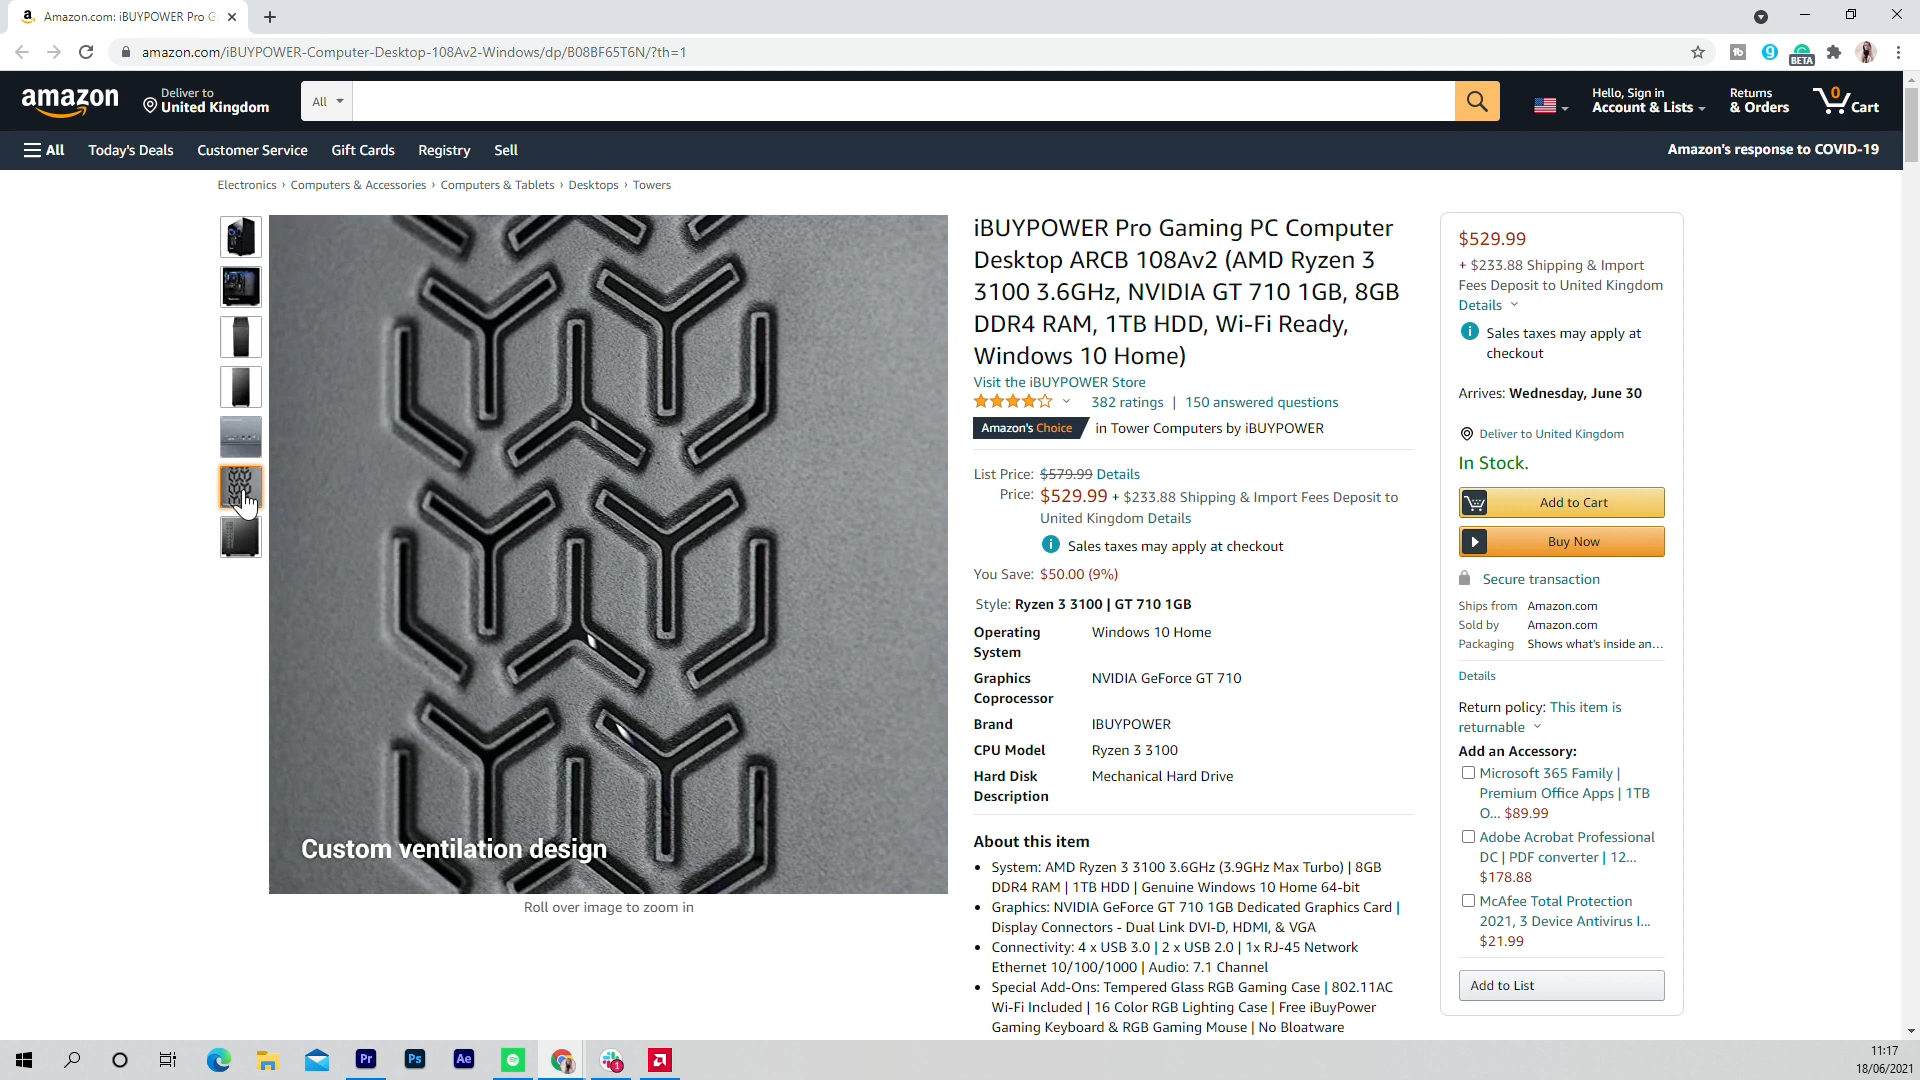 Amazon.com: iBUYPOWER Pro G
amazon.com/iBUYPOWER-Computer-Desktop-108Av2-Windows/dp/B08BF65T6N/?th=1
BETA
amazon
Deliver to
United Kingdom
All
Hello, Sign in
Account & Lists
Returns
& Orders
0
Cart
All
Today's Deals
Customer Service
Gift Cards
Registry
Sell
Amazon's response to COVID-19
Electronics › Computers & Accessories › Computers & Tablets › Desktops › Towers
Custom ventilation design
Roll over image to zoom in
iBUYPOWER Pro Gaming PC Computer
Desktop ARCB 108Av2 (AMD Ryzen 3
3100 3.6GHz, NVIDIA GT 710 1GB, 8GB
DDR4 RAM, 1TB HDD, Wi-Fi Ready,
Windows 10 Home)
Visit the iBUYPOWER Store
382 ratings | 150 answered questions
Amazon's Choice in Tower Computers by iBUYPOWER
List Price: $579.99 Details
Price: $529.99 + $233.88 Shipping & Import Fees Deposit to
United Kingdom Details
Sales taxes may apply at checkout
You Save: $50.00 (9%)
Style: Ryzen 3 3100 | GT 710 1GB
Operating Windows 10 Home
System
Graphics NVIDIA GeForce GT 710
Coprocessor
Brand IBUYPOWER
CPU Model Ryzen 3 3100
Hard Disk Mechanical Hard Drive
Description
About this item
• System: AMD Ryzen 3 3100 3.6GHz (3.9GHz Max Turbo) | 8GB
DDR4 RAM | 1TB HDD | Genuine Windows 10 Home 64-bit
• Graphics: NVIDIA GeForce GT 710 1GB Dedicated Graphics Card |
Display Connectors - Dual Link DVI-D, HDMI, & VGA
• Connectivity: 4 x USB 3.0 | 2 x USB 2.0 | 1x RJ-45 Network
Ethernet 10/100/1000 | Audio: 7.1 Channel
• Special Add-Ons: Tempered Glass RGB Gaming Case | 802.11AC
Wi-Fi Included | 16 Color RGB Lighting Case | Free iBuyPower
Gaming Keyboard & RGB Gaming Mouse | No Bloatware
$529.99
+ $233.88 Shipping & Import
Fees Deposit to United Kingdom
Details
Sales taxes may apply at
checkout
Arrives: Wednesday, June 30
Deliver to United Kingdom
In Stock.
Add to Cart
Buy Now
Secure transaction
Ships from Amazon.com
Sold by Amazon.com
Packaging Shows what's inside an...
Details
Return policy: This item is
returnable
Add an Accessory:
Microsoft 365 Family |
Premium Office Apps | 1TB
O... $89.99
Adobe Acrobat Professional
DC | PDF converter | 12...
$178.88
McAfee Total Protection
2021, 3 Device Antivirus I...
$21.99
Add to List
Pr
Ps
Ae
1
11:17
18/06/2021